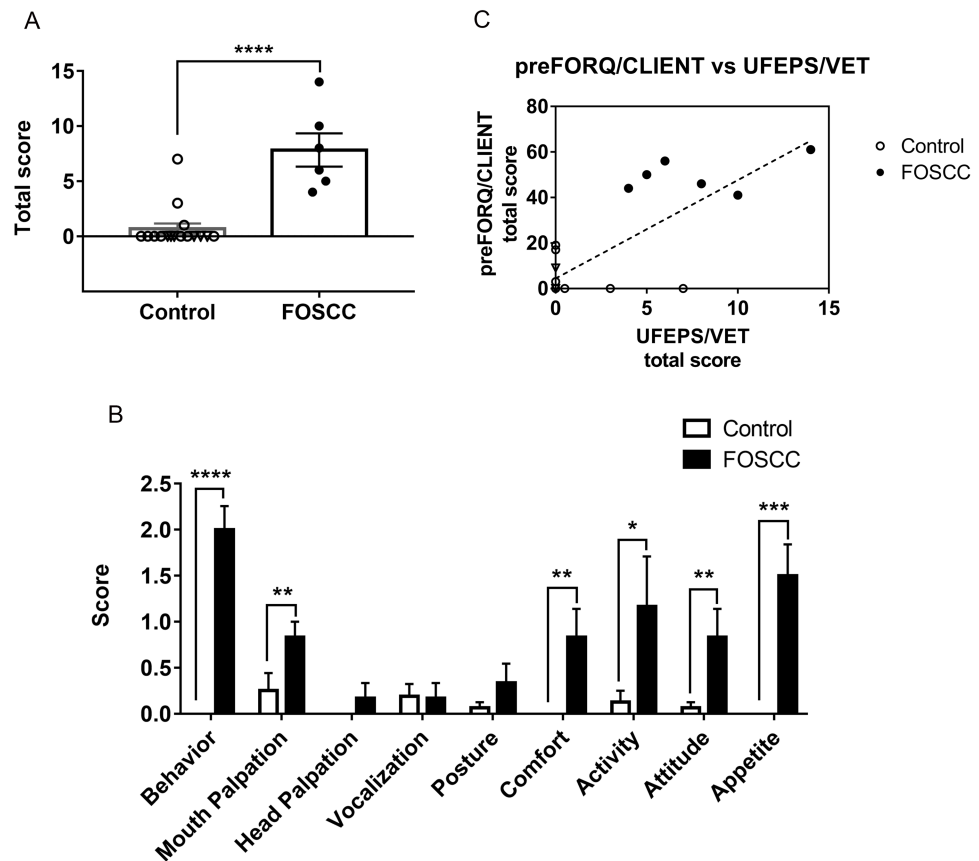 A
****
15
10
5
0
Total score
Control
FOSCC
C
preFORQ/CLIENT vs UFEPS/VET
80
60
40
20
0
preFORQ/CLIENT
total score
0
5
10
15
UFEPS/VET
total score
Control
FOSCC
B
Control
FOSCC
2.5
2.0
1.5
1.0
0.5
0.0
Score
****
**
**
*
**
***
Behavior
Mouth Palpation
Head Palpation
Vocalization
Posture
Comfort
Activity
Attitude
Appetite